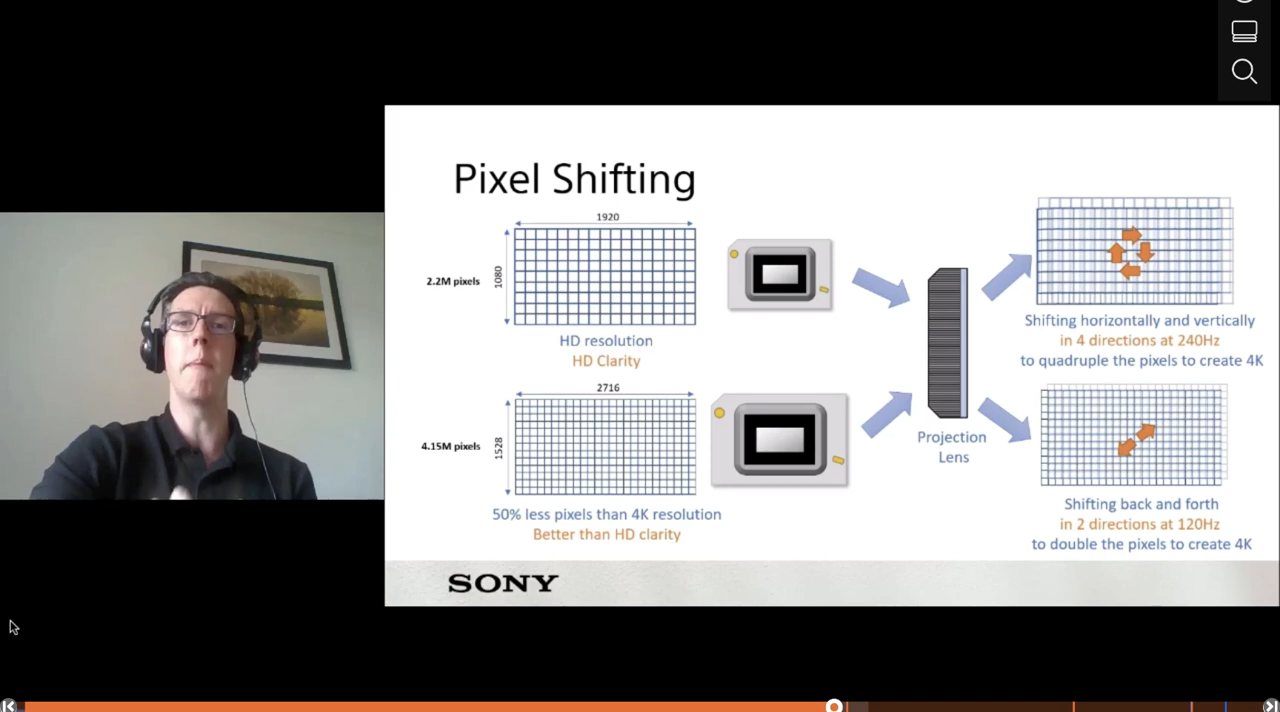 Pixel Shifting
1920
2.2M pixels
1080
HD resolution
HD Clarity
Shifting horizontally and vertically
in 4 directions at 240Hz
to quadruple the pixels to create 4K
2716
4.15M pixels
1528
50% less pixels than 4K resolution
Better than HD clarity
Projection
Lens
Shifting back and forth
in 2 directions at 120Hz
to double the pixels to create 4K
SONY